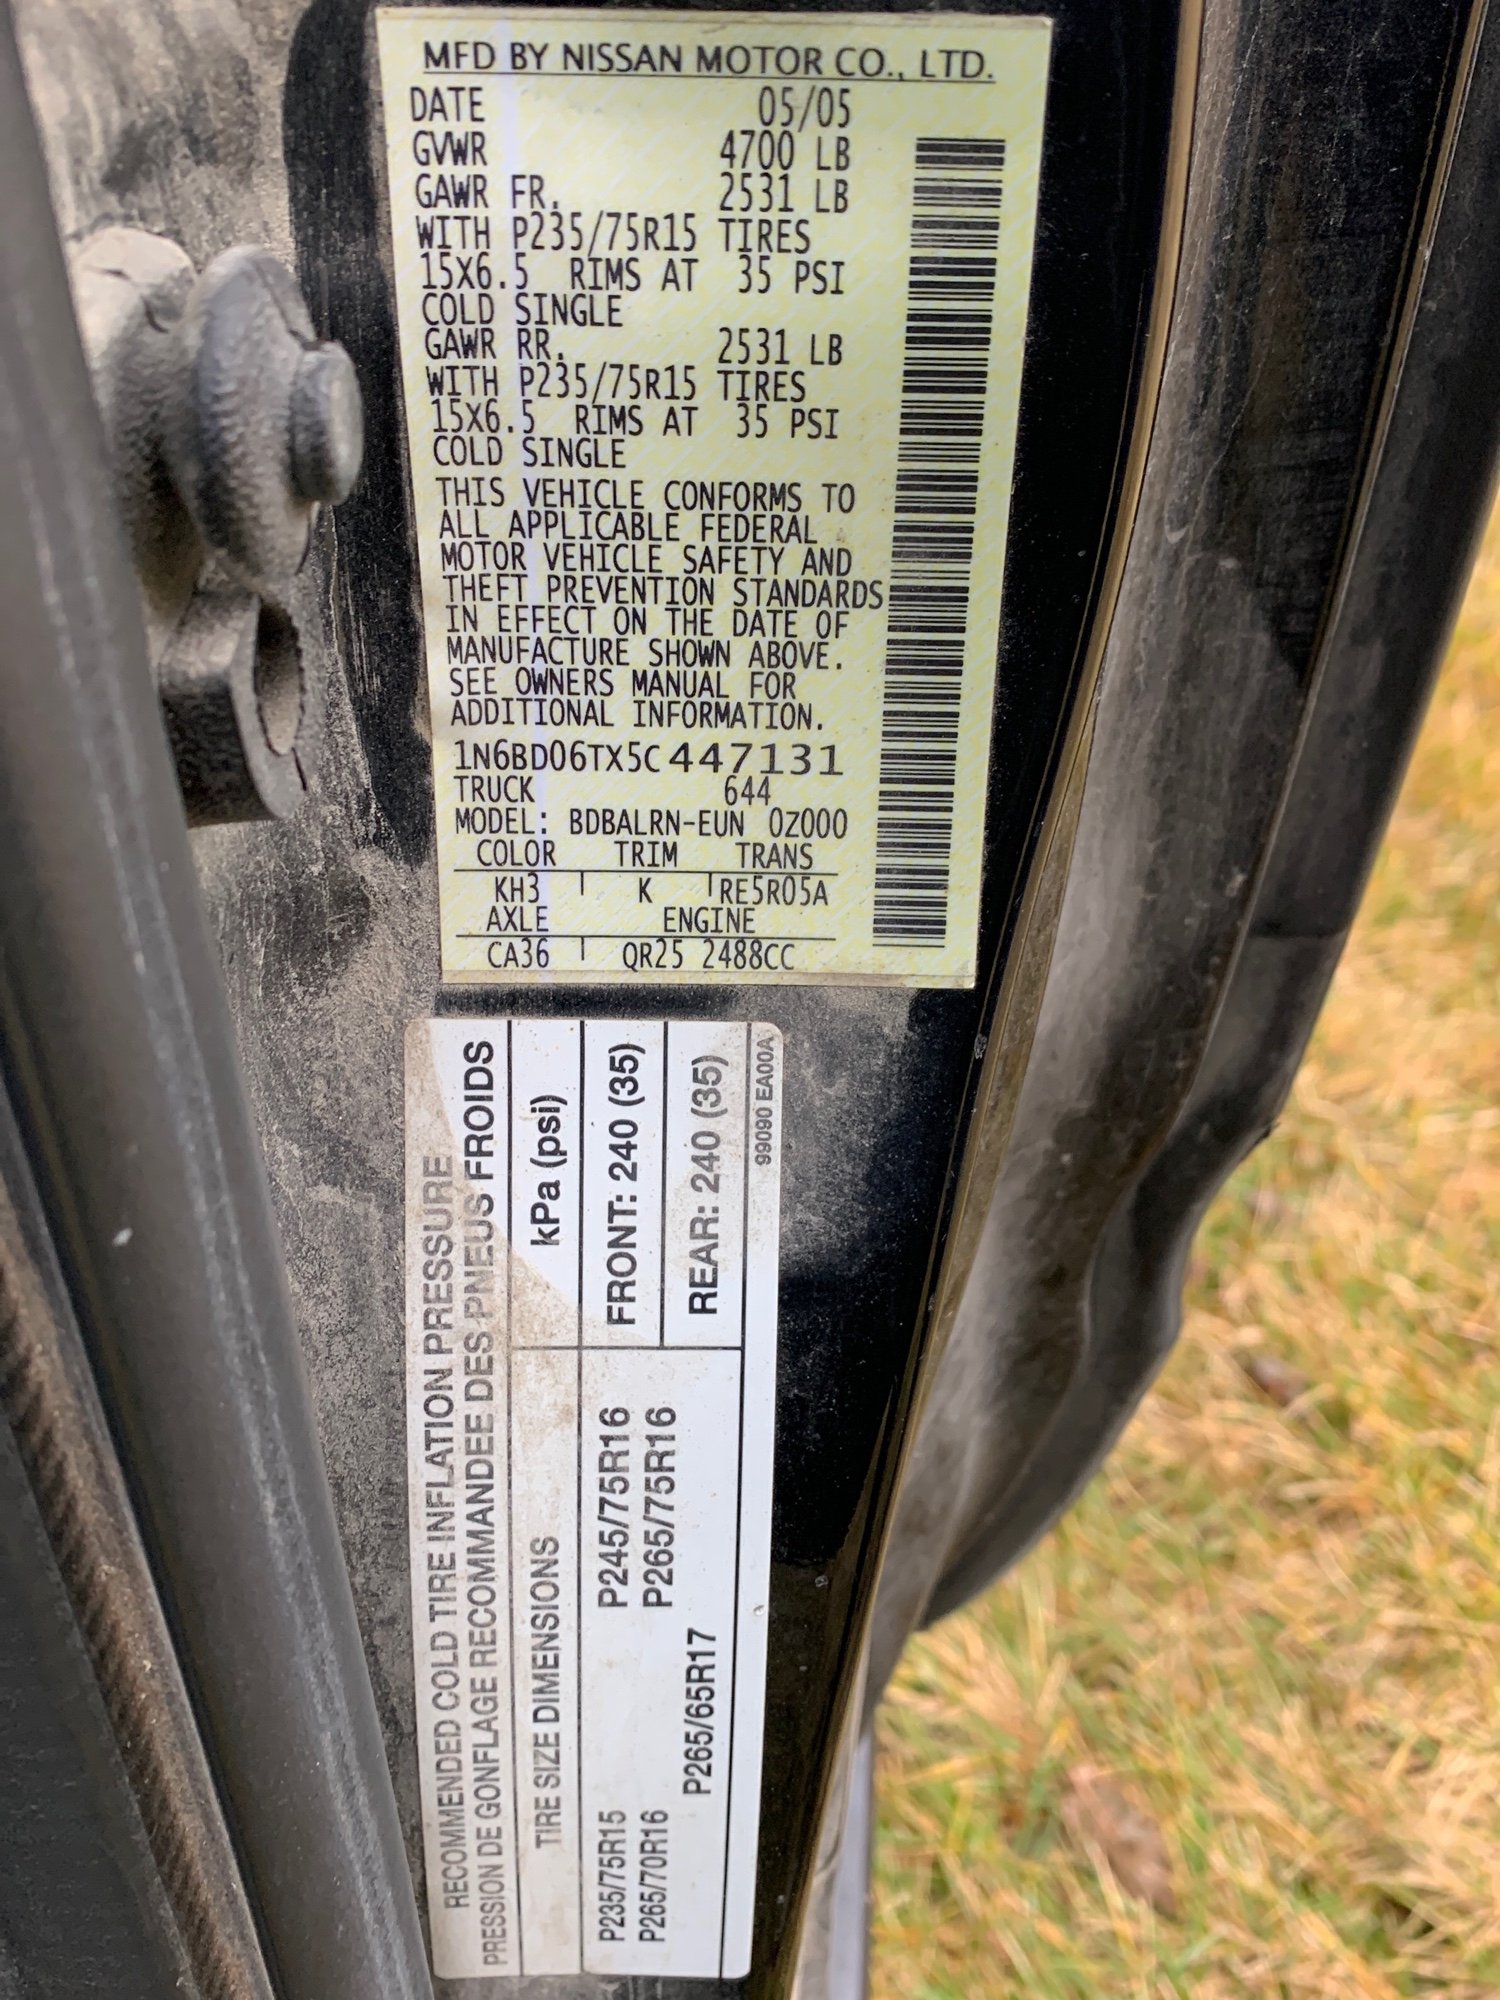 MFD BY NISSAN MOTOR CO., LTD.
DATE 05/05
GVWR 4700 LB
GAWR FR. 2531 LB
WITH P235/75R15 TIRES
15X6.5 RIMS AT 35 PSI
COLD SINGLE
GAWR RR. 2531 LB
WITH P235/75R15 TIRES
15X6.5 RIMS AT 35 PSI
COLD SINGLE
THIS VEHICLE CONFORMS TO
ALL APPLICABLE FEDERAL
MOTOR VEHICLE SAFETY AND
THEFT PREVENTION STANDARDS
IN EFFECT ON THE DATE OF
MANUFACTURE SHOWN ABOVE.
SEE OWNERS MANUAL FOR
ADDITIONAL INFORMATION.
1N6BD06TX5C447131
TRUCK 644
MODEL: BDBALRN-EUN 0Z000
COLOR TRIM TRANS
KH3 K RE5R05A
AXLE ENGINE
CA36 QR25 2488CC
RECOMMENDED COLD TIRE INFLATION PRESSURE
PRESSION DE GONFLAGE RECOMMANDEE DES PNEUS FROIDS
TIRE SIZE DIMENSIONS kPa (psi)
P235/75R15 P245/75R16 FRONT: 240 (35)
P265/70R16 P265/75R16
P265/65R17 REAR: 240 (35)
99090 EA00A